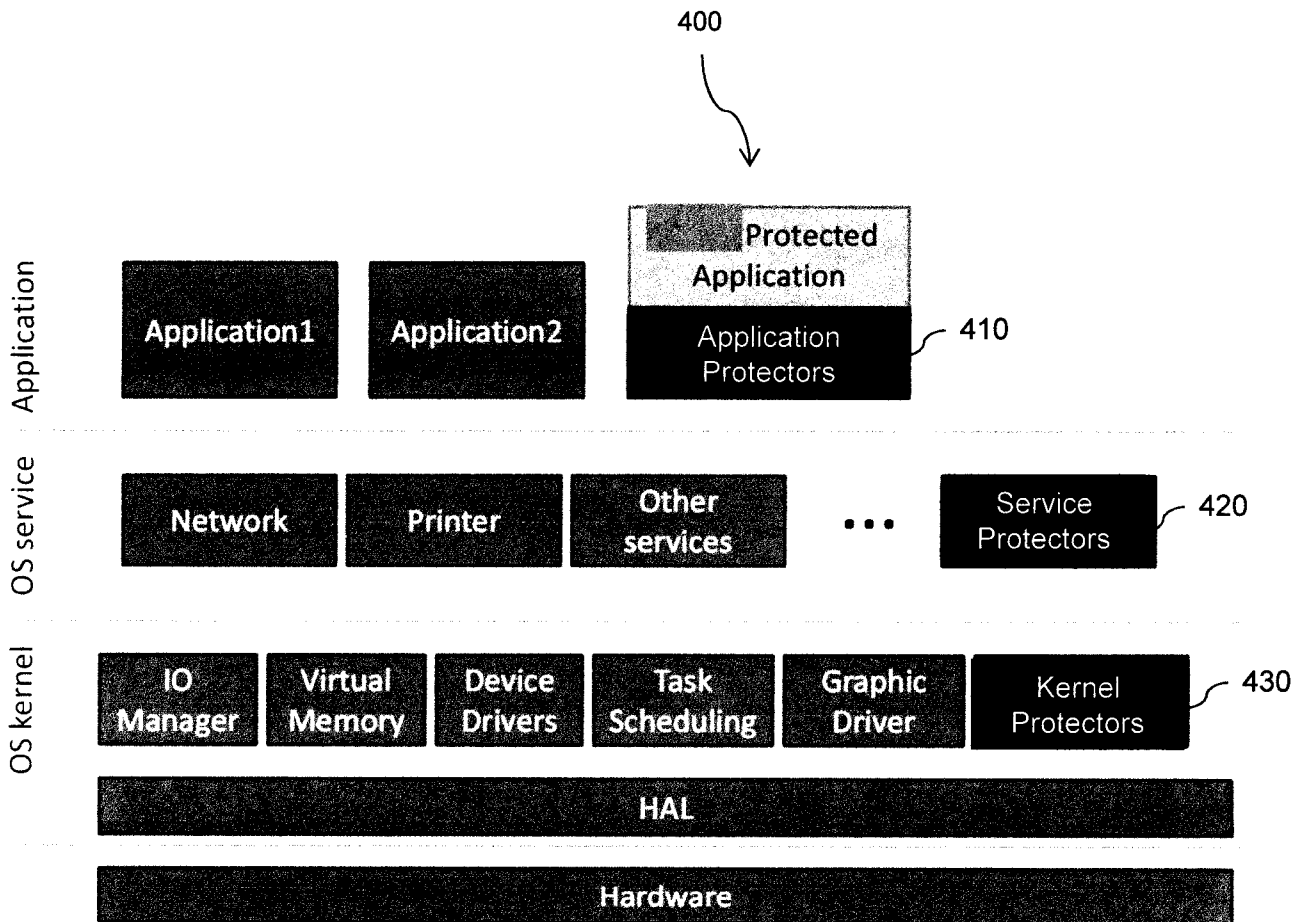 400
Protected
Application
Application1
Application2
Application
Protectors
410
Application
Network
Printer
Other
services
Service
Protectors
420
OS service
IO
Manager
Virtual
Memory
Device
Drivers
Task
Scheduling
Graphic
Driver
Kernel
Protectors
430
OS kernel
HAL
Hardware